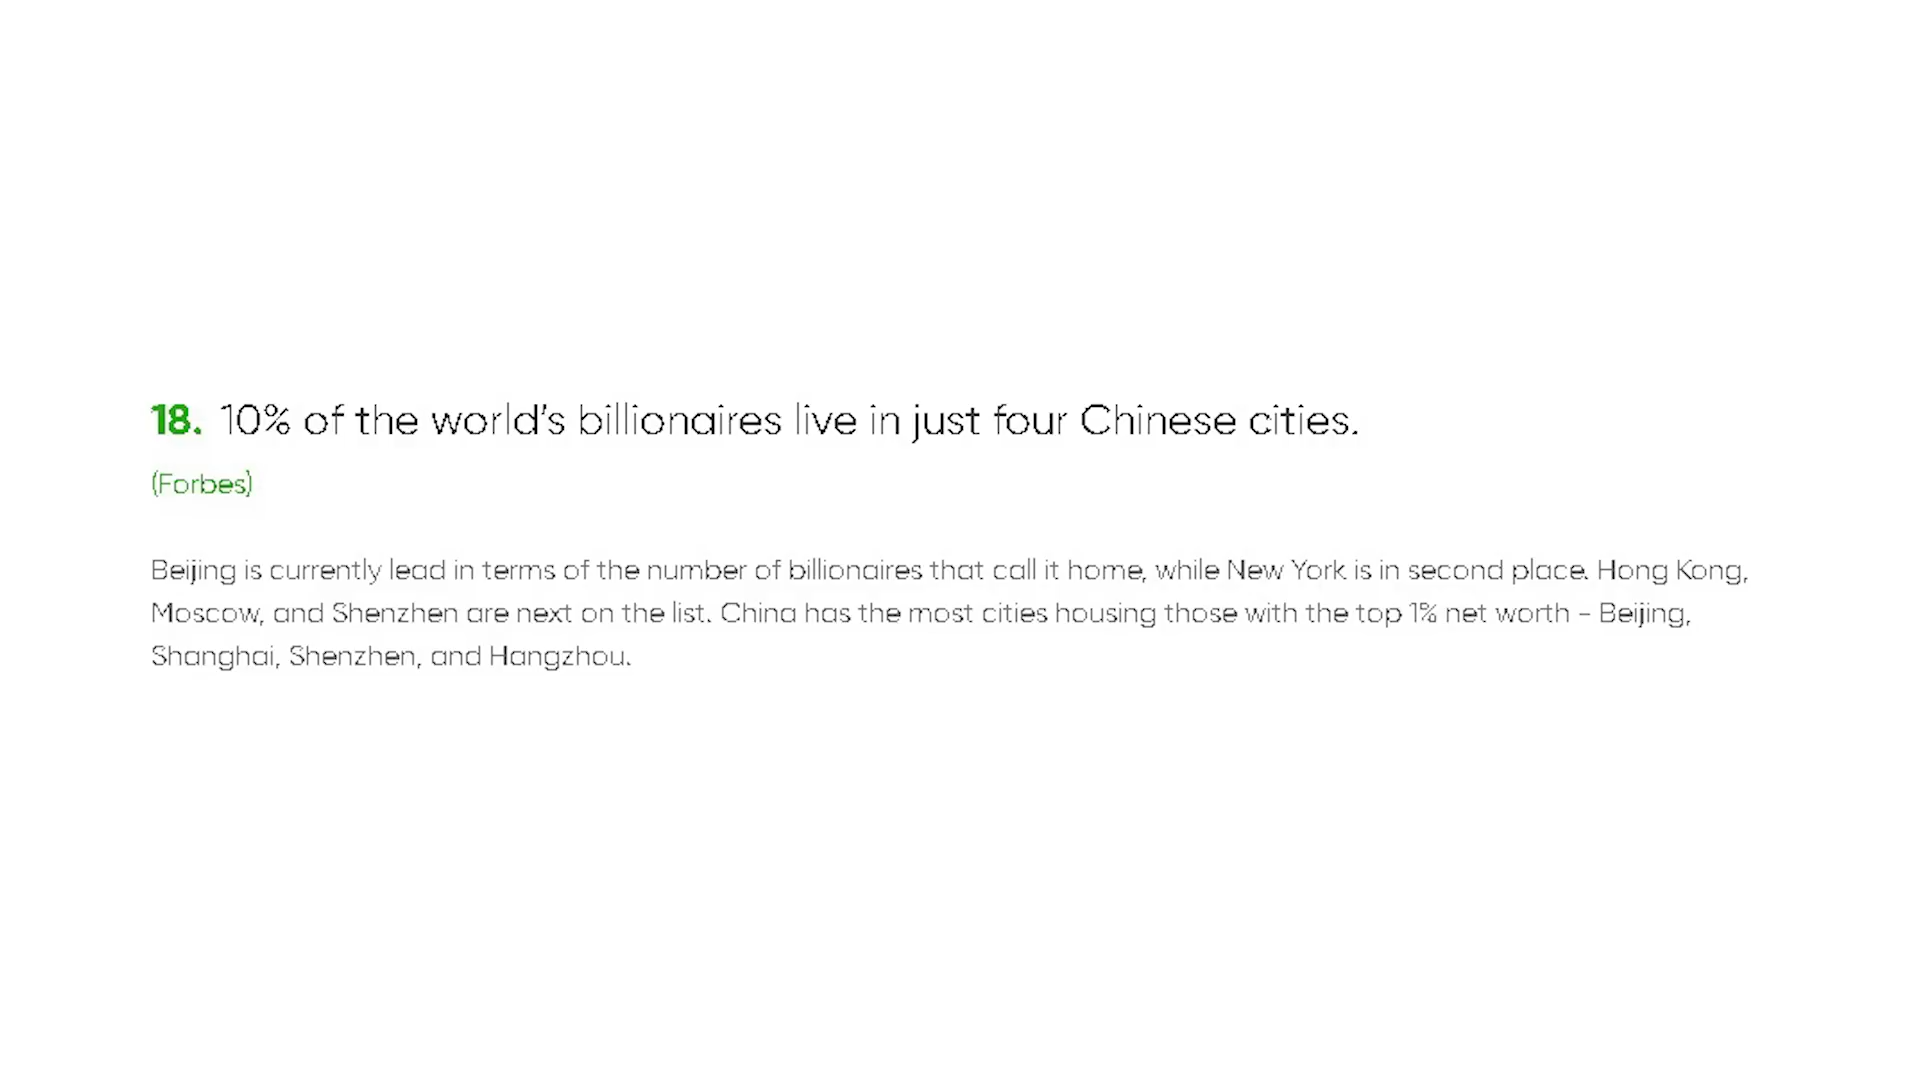 18. 10% of the world's billionaires live in just four Chinese cities.
(Forbes)
Beijing is currently lead in terms of the number of billionaires that call it home, while New York is in second place. Hong Kong,
Moscow, and Shenzhen are next on the list. China has the most cities housing those with the top 1% net worth – Beijing,
Shanghai, Shenzhen, and Hangzhou.